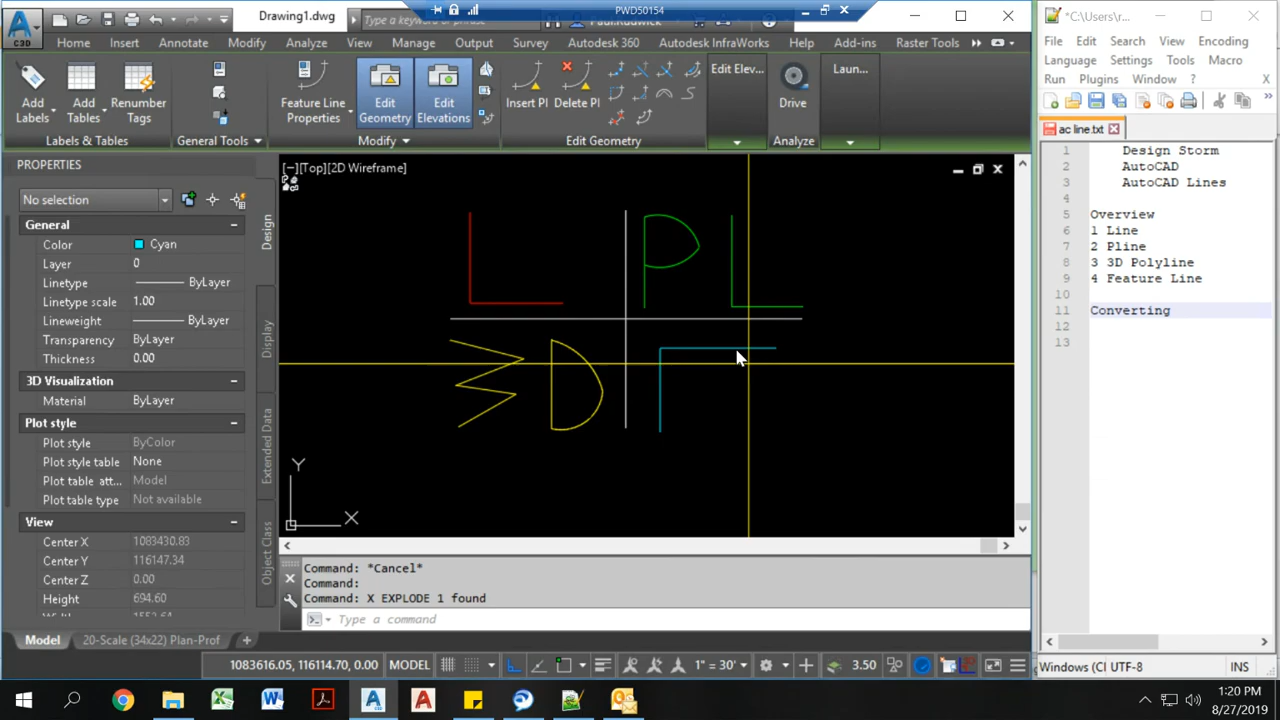 PWD50154
Drawing1.dwg
Type a keyword or phrase
Paul.Rudwick
C3D
Home Insert Annotate Modify Analyze View Manage Output Survey Autodesk 360 Autodesk InfraWorks Help Add-ins Raster Tools
Add Labels
Add Tables
Renumber Tags
Feature Line Properties
Edit Geometry
Edit Elevations
Insert PI
Delete PI
Edit Elev...
Drive
Laun...
Labels & Tables
General Tools
Modify
Edit Geometry
Analyze
PROPERTIES
No selection
General
Color Cyan
Layer 0
Linetype ByLayer
Linetype scale 1.00
Lineweight ByLayer
Transparency ByLayer
Thickness 0.00
3D Visualization
Material ByLayer
Plot style
Plot style ByColor
Plot style table None
Plot table att... Model
Plot table type Not available
View
Center X 1083430.83
Center Y 116147.34
Center Z 0.00
Height 694.60
Design
Display
Extended Data
Object Class
[−][Top][2D Wireframe]
L PL
3D
Y
X
Command: *Cancel*
Command:
Command: X EXPLODE 1 found
Type a command
Model 20-Scale (34x22) Plan-Prof +
1083616.05, 116114.70, 0.00 MODEL 1" = 30' 3.50
*C:\Users\r...
File Edit Search View Encoding
Language Settings Tools Macro
Run Plugins Window ? X
ac line.txt
1 Design Storm
2 AutoCAD
3 AutoCAD Lines
4
5 Overview
6 1 Line
7 2 Pline
8 3 3D Polyline
9 4 Feature Line
10
11 Converting
12
13
Windows (CI UTF-8 INS
1:20 PM
8/27/2019